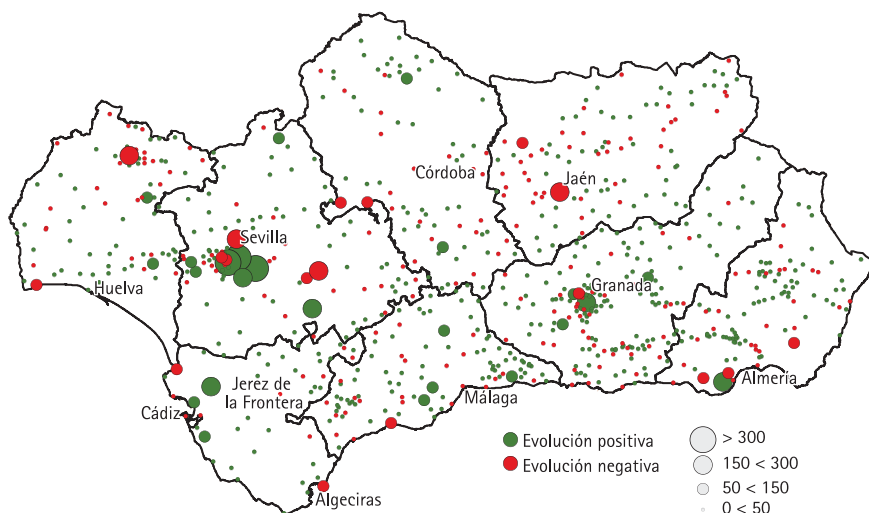 Córdoba
Jaén
Sevilla
Huelva
Granada
Jerez de
la Frontera
Almería
Cádiz
Málaga
Algeciras
Evolución positiva
Evolución negativa
> 300
150 < 300
50 < 150
0 < 50